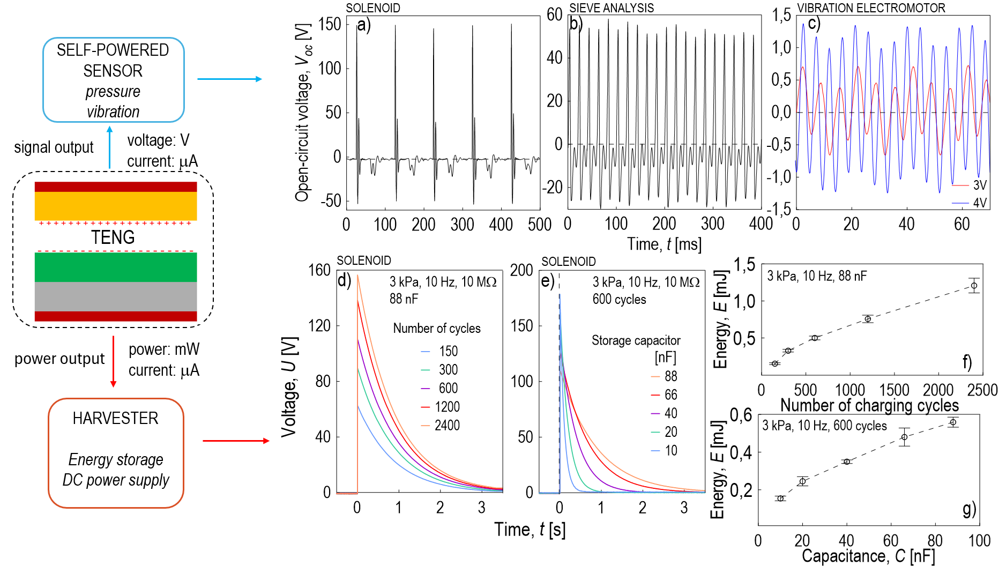 SELF-POWERED
SENSOR
pressure
vibration
signal output
voltage: V
current: μA
+ + + + + + + + + + + + + + + + + + + + +
TENG
- - - - - - - - - - - - - - - - - - - - - - - -
power output
power: mW
current: μA
HARVESTER
Energy storage
DC power supply
SOLENOID
a)
Open-circuit voltage, Voc [V]
150
100
50
0
-50
0 100 200 300 400 500
SIEVE ANALYSIS
b)
60
40
20
0
-20
0 100 200 300 400
Time, t [ms]
VIBRATION ELECTROMOTOR
c)
1,5
1,0
0,5
0,0
-0,5
-1,0
-1,5
3V
4V
0 20 40 60
SOLENOID
d)
3 kPa, 10 Hz, 10 MΩ
88 nF
Number of cycles
150
300
600
1200
2400
Voltage, U [V]
160
120
80
40
0
0 1 2 3
SOLENOID
e)
3 kPa, 10 Hz, 10 MΩ
600 cycles
Storage capacitor
[nF]
88
66
40
20
10
200
150
100
50
0
0 1 2 3
Time, t [s]
3 kPa, 10 Hz, 88 nF
f)
Energy, E [mJ]
1,5
1,0
0,5
0 500 1000 1500 2000 2500
Number of charging cycles
3 kPa, 10 Hz, 600 cycles
g)
Energy, E [mJ]
0,6
0,4
0,2
0 20 40 60 80 100
Capacitance, C [nF]